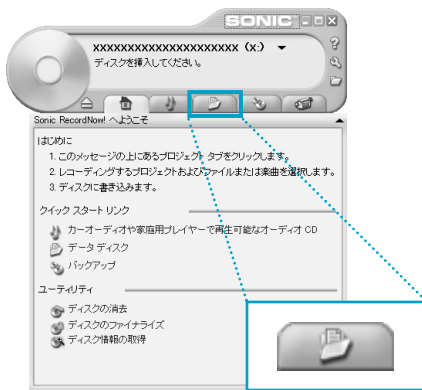 SONIC
xxxxxxxxxxxxxxxxxxxxx (x:)
ディスクを挿入してください。
Sonic RecordNow! へようこそ
はじめに
1. このメッセージの上にあるプロジェクト タブをクリックします。
2. レコーディングするプロジェクトおよびファイルまたは楽曲を選択します。
3. ディスクに書き込みます。
クイック スタート リンク
カーオーディオや家庭用プレイヤーで再生可能なオーディオ CD
データ ディスク
バックアップ
ユーティリティ
ディスクの消去
ディスクのファイナライズ
ディスク情報の取得